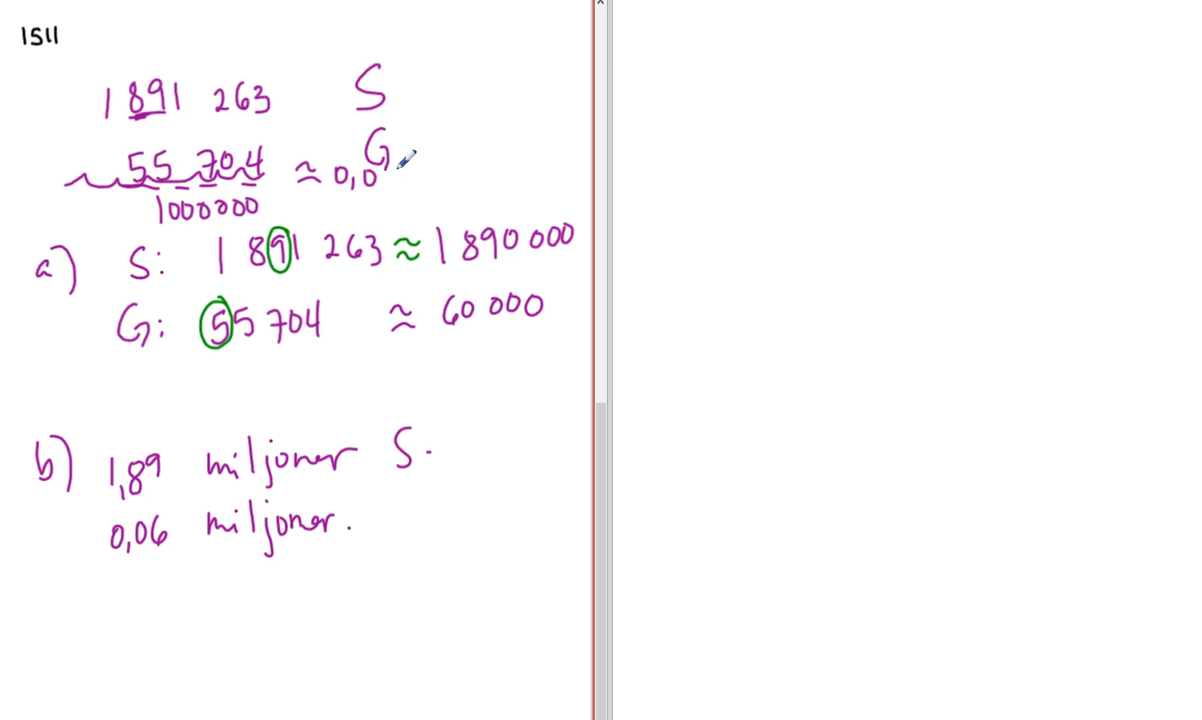 1511
1 891 263 S
55 704 ≈ 0,0 G
1000000
a) S: 1 891 263 ≈ 1 890 000
G: 55 704 ≈ 60 000
b) 1,89 miljoner S.
0,06 miljoner.